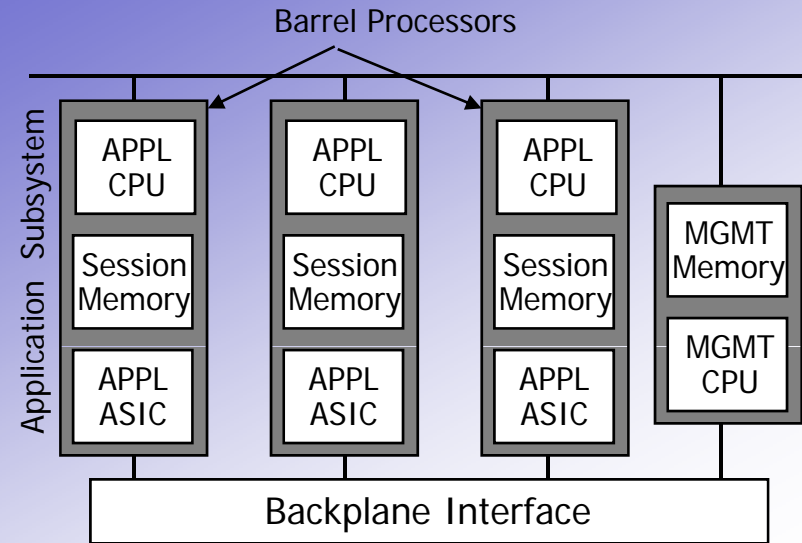 Barrel Processors
Application Subsystem
APPL
CPU
Session
Memory
APPL
ASIC
APPL
CPU
Session
Memory
APPL
ASIC
APPL
CPU
Session
Memory
APPL
ASIC
MGMT
Memory
MGMT
CPU
Backplane Interface